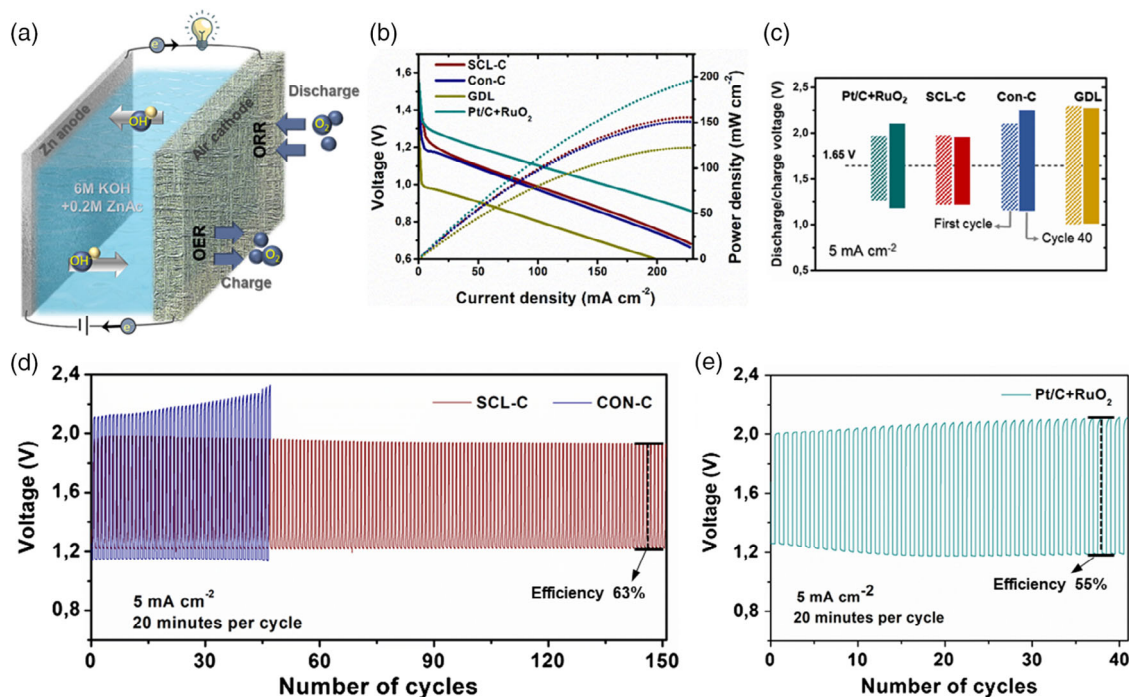 (a)
e
Zn anode
OH
6M KOH
+0.2M ZnAc
OH
Air cathode
ORR
OER
Discharge
O₂
O₂
Charge
e
(b)
SCL-C
Con-C
GDL
Pt/C+RuO₂
1,6
1,4
1,2
1,0
0,8
0,6
Voltage (V)
200
150
100
50
0
Power density (mW cm⁻²)
0 50 100 150 200
Current density (mA cm⁻²)
(c)
Discharge/charge voltage (V)
2,5
2,0
1,5
1,0
0,5
Pt/C+RuO₂ SCL-C Con-C GDL
1.65 V
First cycle
Cycle 40
5 mA cm⁻²
(d)
2,4
2,0
1,6
1,2
0,8
Voltage (V)
SCL-C CON-C
Efficiency 63%
5 mA cm⁻²
20 minutes per cycle
0 30 60 90 120 150
Number of cycles
(e)
2,4
2,0
1,6
1,2
0,8
Voltage (V)
Pt/C+RuO₂
Efficiency 55%
5 mA cm⁻²
20 minutes per cycle
0 10 20 30 40
Number of cycles